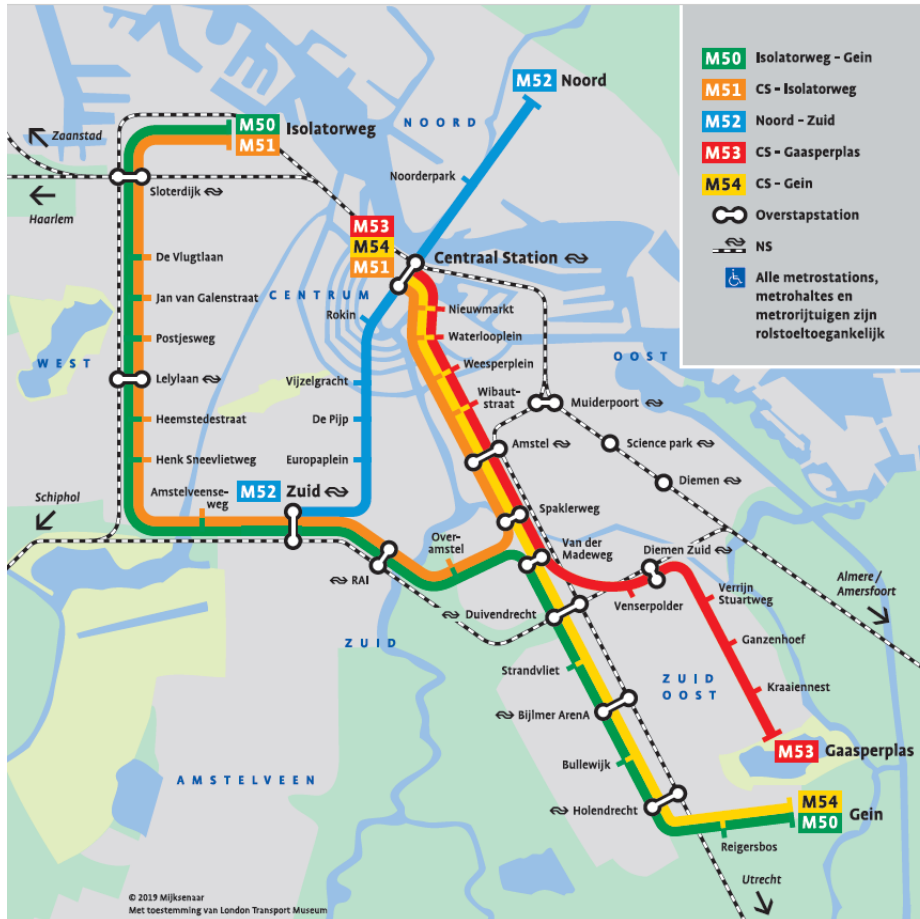 M50 Isolatorweg – Gein
M51 CS – Isolatorweg
M52 Noord – Zuid
M53 CS – Gaasperplas
M54 CS – Gein
Overstapstation
NS
Alle metrostations,
metrohaltes en
metrorijtuigen zijn
rolstoeltoegankelijk
M52 Noord
NOORD
Zaanstad
M50 Isolatorweg
M51
Noorderpark
Sloterdijk
Haarlem
M53
M54
M51
Centraal Station
De Vlugtlaan
Jan van Galenstraat
CENTRUM
Nieuwmarkt
Rokin
Waterlooplein
Postjesweg
WEST
OOST
Weesperplein
Lelylaan
Vijzelgracht
Wibaut-
straat
Muiderpoort
Heemstedestraat
De Pijp
Amstel
Science park
Henk Sneevlietweg
Europaplein
Diemen
Schiphol
Amstelveense-
weg
M52 Zuid
Spaklerweg
Over-
amstel
Van der
Madeweg
Diemen Zuid
RAI
Almere /
Amersfoort
Verrijn
Stuartweg
Venserpolder
Duivendrecht
ZUID
Ganzenhoef
Strandvliet
ZUID
OOST
Kraaiennest
Bijlmer ArenA
M53 Gaasperplas
Bullewijk
AMSTELVEEN
Holendrecht
M54
M50
Gein
Reigersbos
Utrecht
© 2019 Mijksenaar
Met toestemming van London Transport Museum